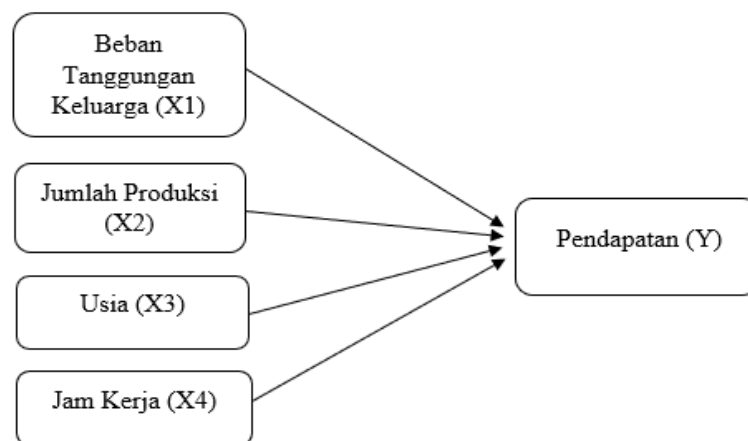 Beban
Tanggungan
Keluarga (X1)
Jumlah Produksi
(X2)
Pendapatan (Y)
Usia (X3)
Jam Kerja (X4)